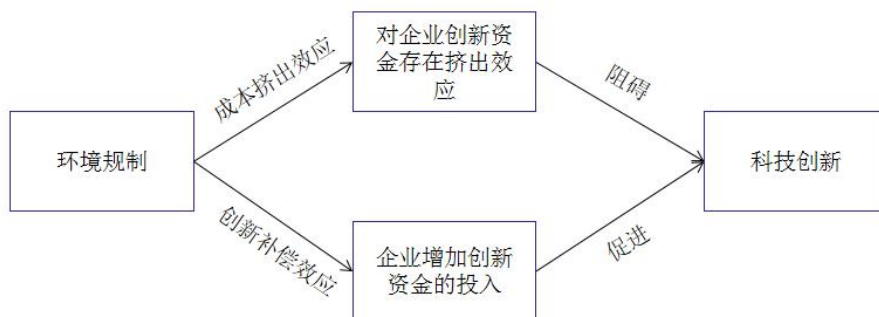 对企业创新资
金存在挤出效
应
成本挤出效应
阻碍
环境规制
科技创新
创新补偿效应
企业增加创新
资金的投入
促进